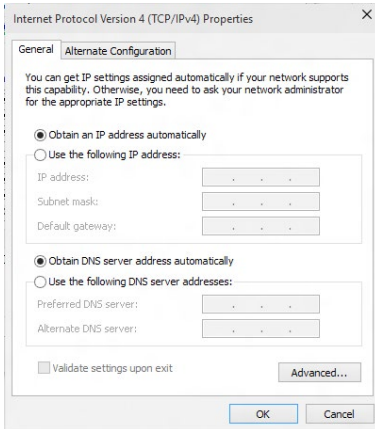 Internet Protocol Version 4 (TCP/IPv4) Properties
General
Alternate Configuration
You can get IP settings assigned automatically if your network supports
this capability. Otherwise, you need to ask your network administrator
for the appropriate IP settings.
Obtain an IP address automatically
Use the following IP address:
IP address:
Subnet mask:
Default gateway:
Obtain DNS server address automatically
Use the following DNS server addresses:
Preferred DNS server:
Alternate DNS server:
Validate settings upon exit
Advanced...
OK
Cancel